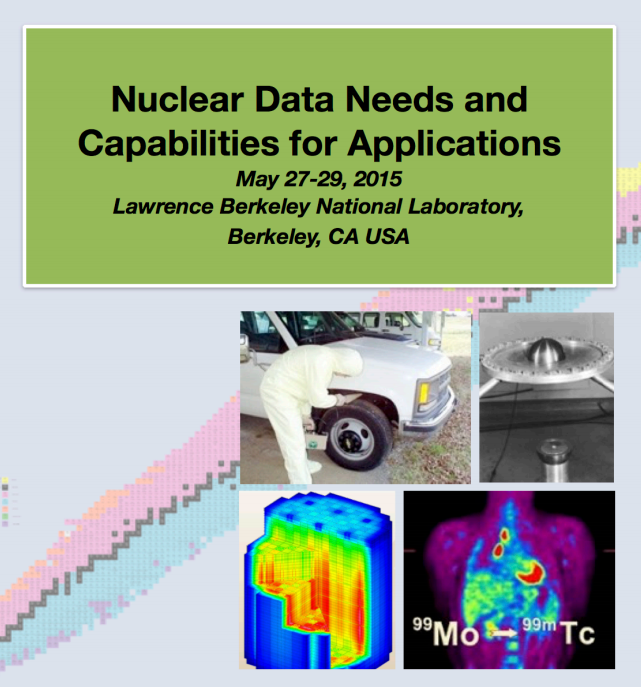 Nuclear Data Needs and
Capabilities for Applications
May 27-29, 2015
Lawrence Berkeley National Laboratory,
Berkeley, CA USA
99Mo → 99mTc